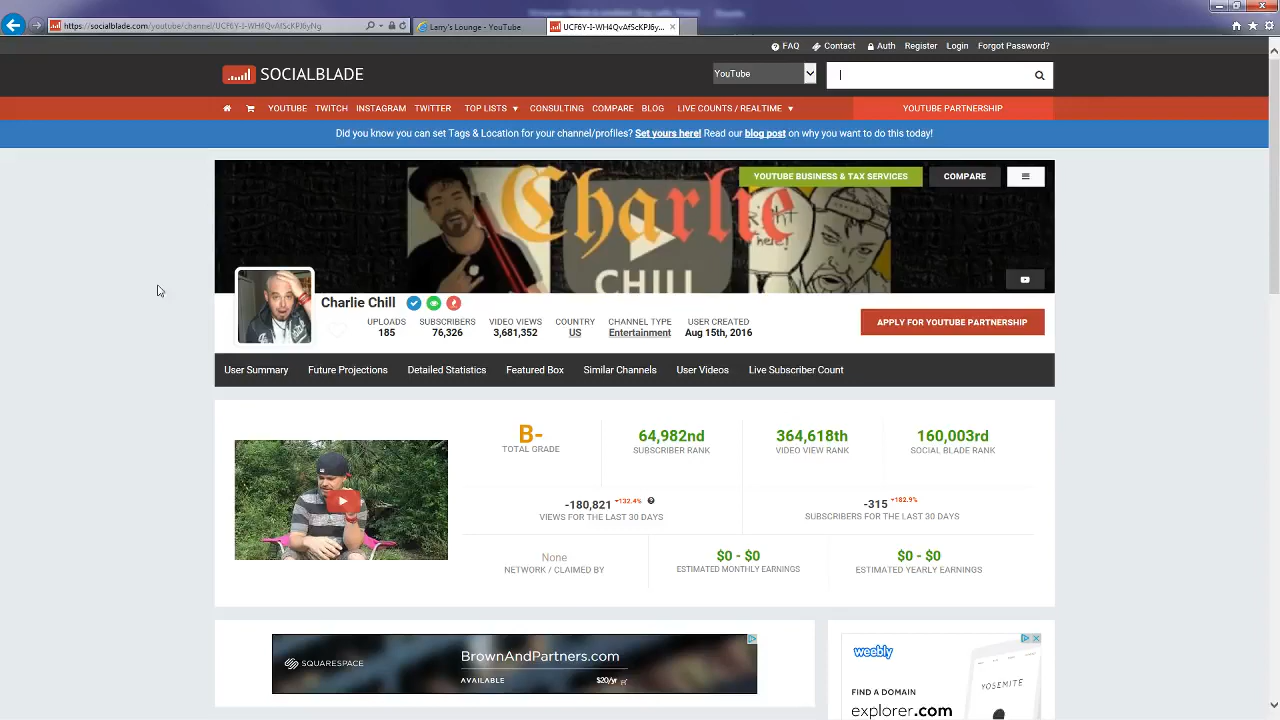 https://socialblade.com/youtube/channel/UCF6Y-I-WH4QvAfScKPJ6yNg
Larry's Lounge - YouTube
UCF6Y-I-WH4QvAfScKPJ6y...
FAQ Contact Auth Register Login Forgot Password?
SOCIALBLADE
YouTube
YOUTUBE TWITCH INSTAGRAM TWITTER TOP LISTS CONSULTING COMPARE BLOG LIVE COUNTS / REALTIME YOUTUBE PARTNERSHIP
Did you know you can set Tags & Location for your channel/profiles? Set yours here! Read our blog post on why you want to do this today!
YOUTUBE BUSINESS & TAX SERVICES COMPARE
Charlie
CHILL
Charlie Chill
UPLOADS SUBSCRIBERS VIDEO VIEWS COUNTRY CHANNEL TYPE USER CREATED
185 76,326 3,681,352 US Entertainment Aug 15th, 2016
APPLY FOR YOUTUBE PARTNERSHIP
User Summary Future Projections Detailed Statistics Featured Box Similar Channels User Videos Live Subscriber Count
B- 64,982nd 364,618th 160,003rd
TOTAL GRADE SUBSCRIBER RANK VIDEO VIEW RANK SOCIAL BLADE RANK
-180,821 132.4% -315 182.9%
VIEWS FOR THE LAST 30 DAYS SUBSCRIBERS FOR THE LAST 30 DAYS
None $0 - $0 $0 - $0
NETWORK / CLAIMED BY ESTIMATED MONTHLY EARNINGS ESTIMATED YEARLY EARNINGS
SQUARESPACE
BrownAndPartners.com
AVAILABLE $20/yr
weebly
YOSEMITE
FIND A DOMAIN
explorer.com